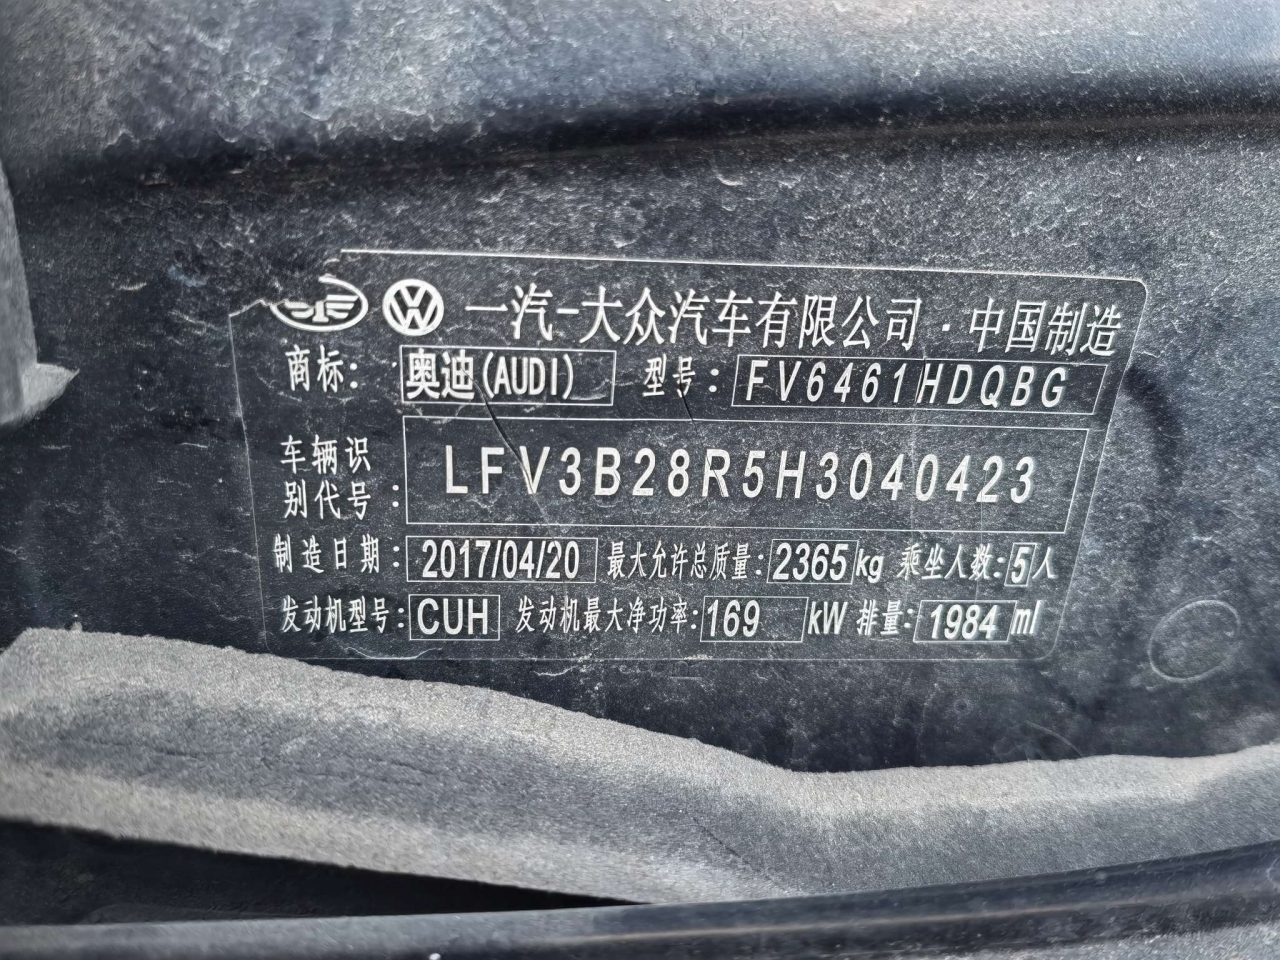 一汽-大众汽车有限公司·中国制造
商标: 奥迪(AUDI) 型号: FV6461HDQBG
车辆识别代号: LFV3B28R5H3040423
制造日期: 2017/04/20 最大允许总质量: 2365kg 乘坐人数: 5人
发动机型号: CUH 发动机最大净功率: 169 kW 排量: 1984 ml